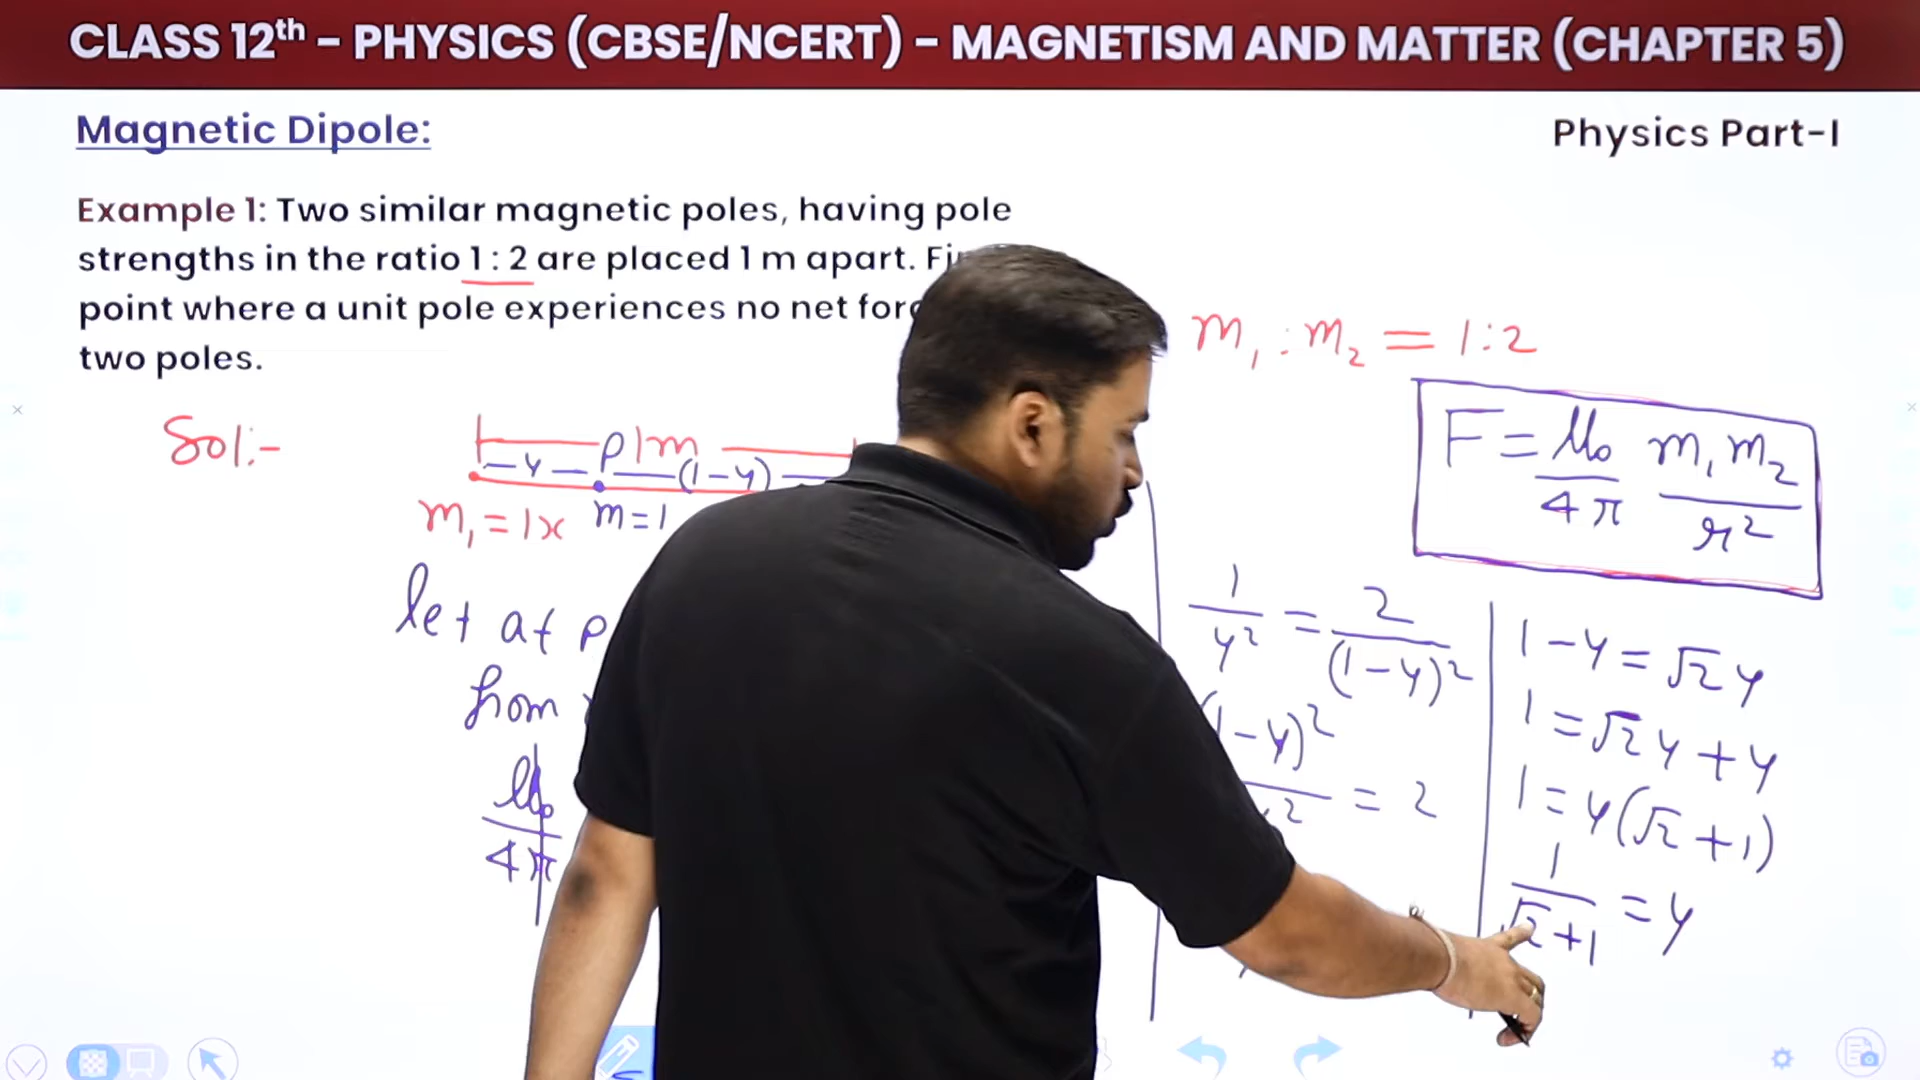 CLASS 12th - PHYSICS (CBSE/NCERT) - MAGNETISM AND MATTER (CHAPTER 5)
Magnetic Dipole:
Physics Part-I
Example 1: Two similar magnetic poles, having pole
strengths in the ratio 1 : 2 are placed 1 m apart.
point where a unit pole experiences no net
two poles.
m₁ : m₂ = 1 : 2
F = μ₀/4π m₁m₂/r²
Sol:-
P 1m
y (1-y)
m₁ = 1x m=1
let at P
from
μ₀/4π
1/y² = 2/(1-y)²
(1-y)²/y² = 2
1-y = √2 y
1 = √2 y + y
1 = y(√2 + 1)
1/(√2+1) = y